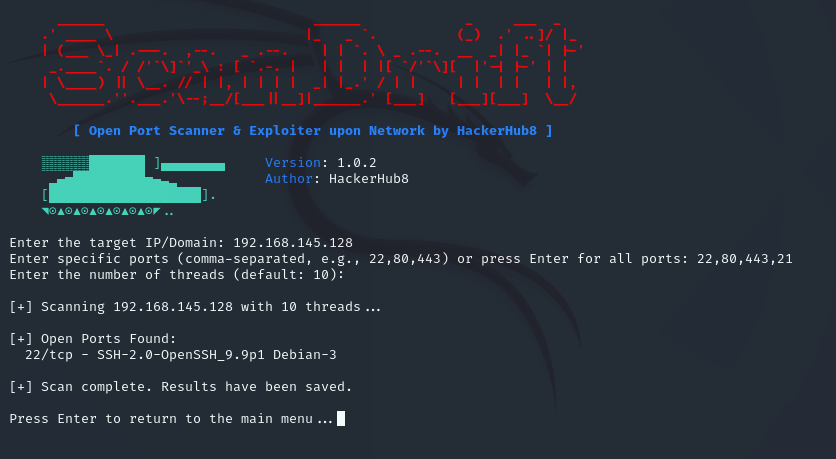 ScanDrift
[ Open Port Scanner & Exploiter upon Network by HackerHub8 ]
Version: 1.0.2
Author: HackerHub8
Enter the target IP/Domain: 192.168.145.128
Enter specific ports (comma-separated, e.g., 22,80,443) or press Enter for all ports: 22,80,443,21
Enter the number of threads (default: 10):
[+] Scanning 192.168.145.128 with 10 threads...
[+] Open Ports Found:
22/tcp - SSH-2.0-OpenSSH_9.9p1 Debian-3
[+] Scan complete. Results have been saved.
Press Enter to return to the main menu...